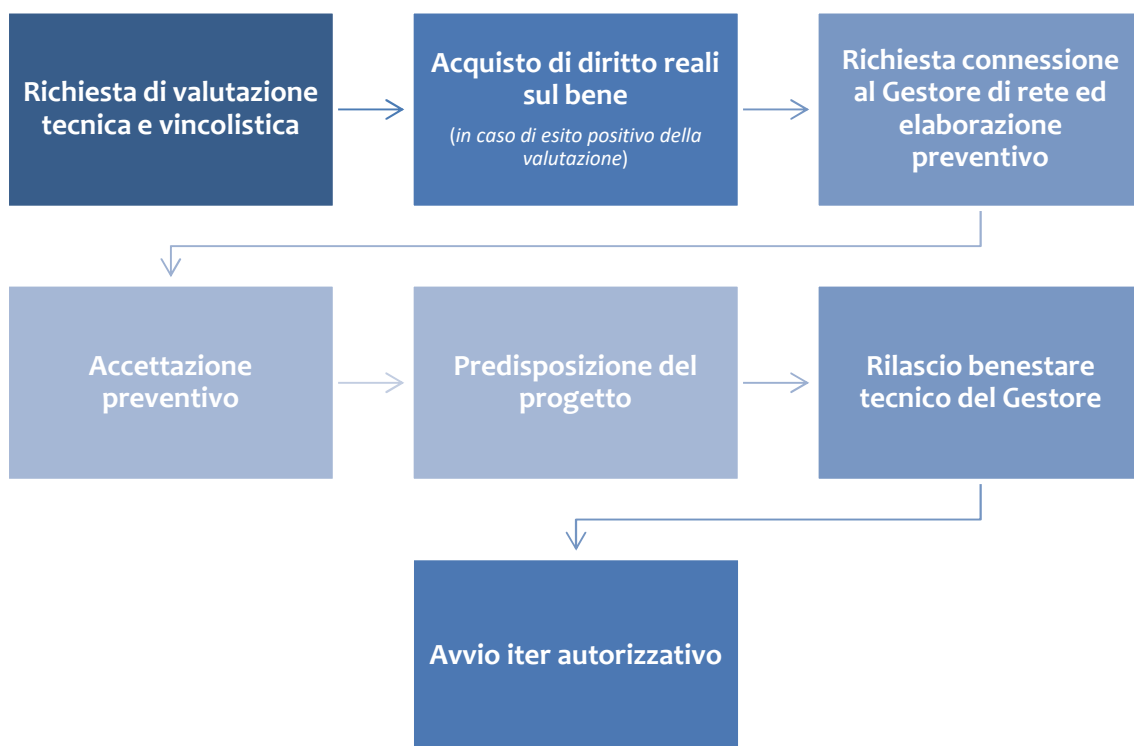 Richiesta di valutazione
tecnica e vincolistica
Acquisto di diritto reali
sul bene
(in caso di esito positivo della
valutazione)
Richiesta connessione
al Gestore di rete ed
elaborazione
preventivo
Accettazione
preventivo
Predisposizione del
progetto
Rilascio benestare
tecnico del Gestore
Avvio iter autorizzativo